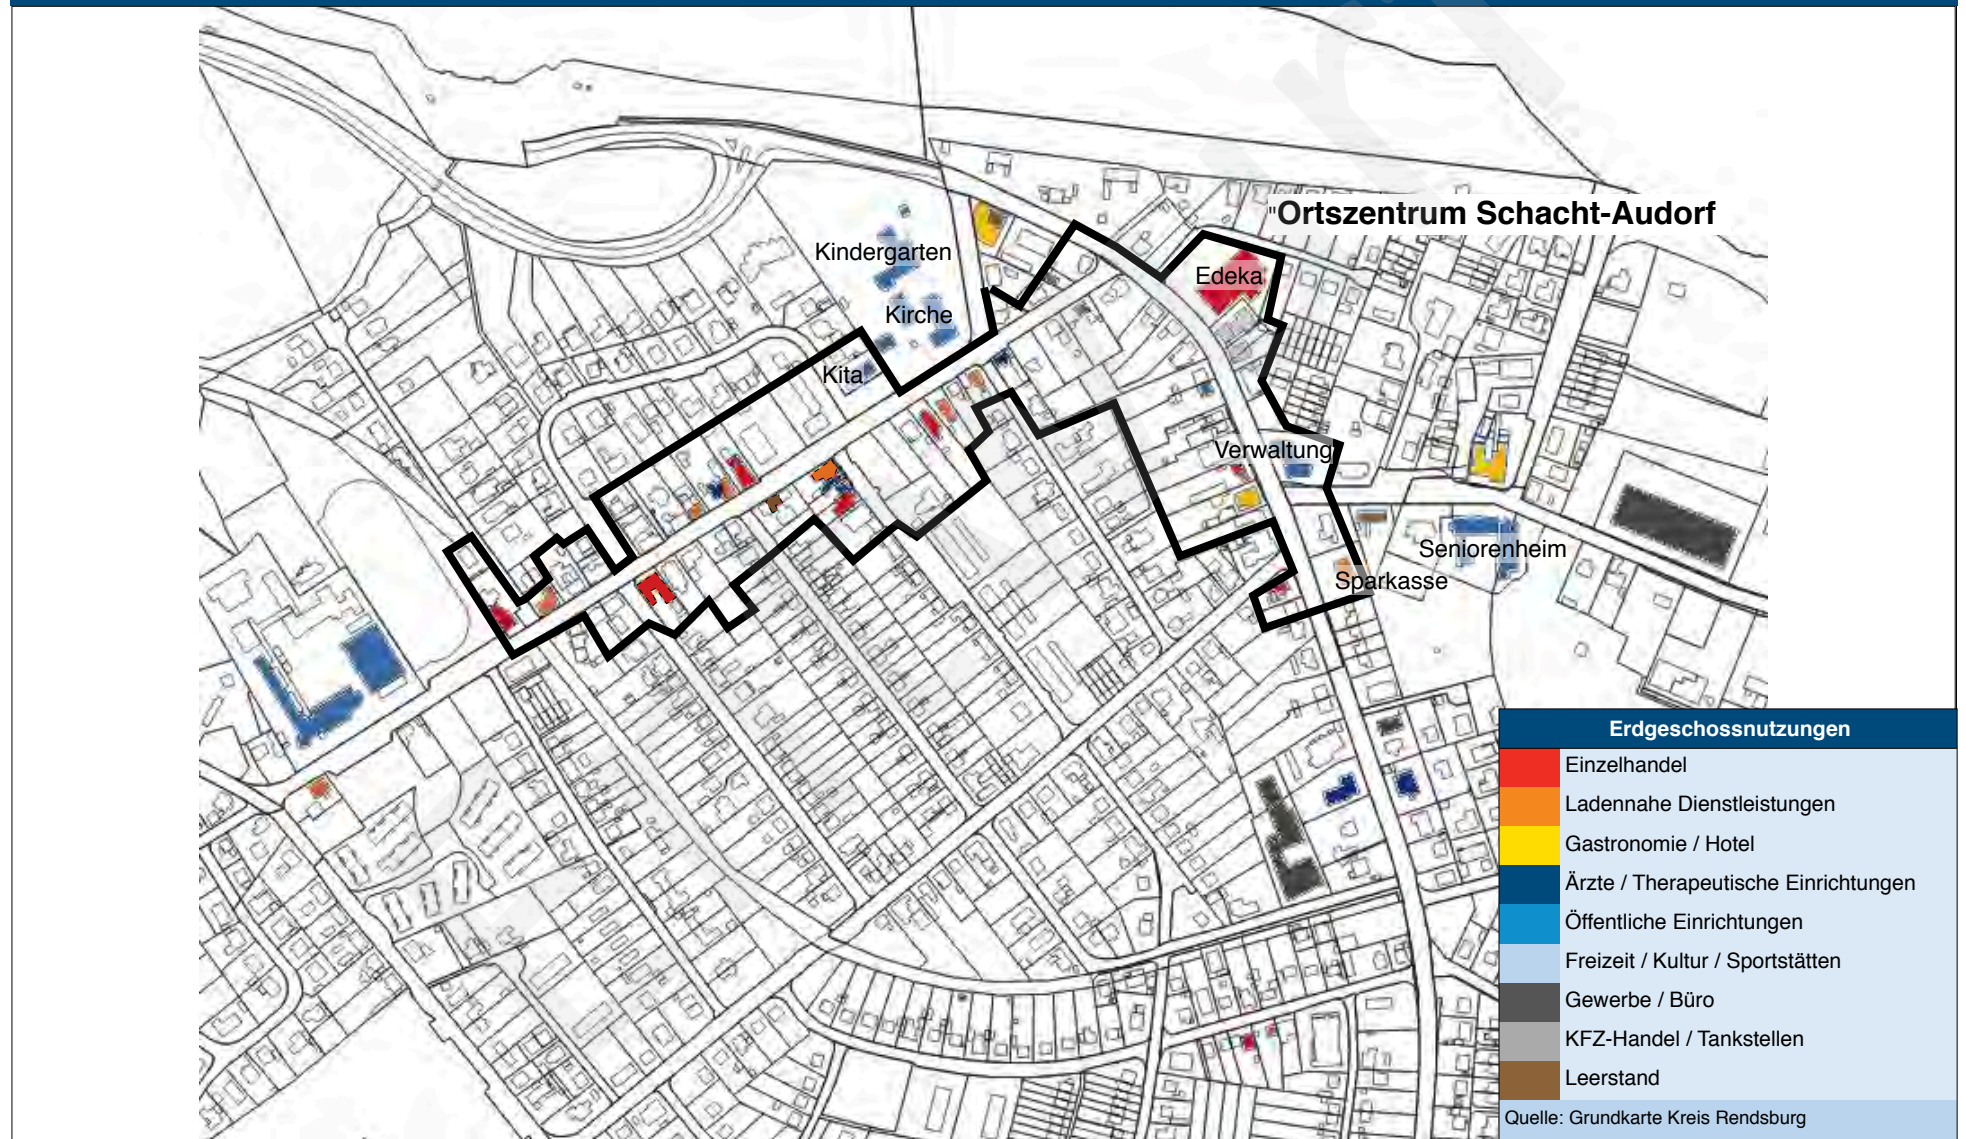 "Ortszentrum Schacht-Audorf
Kindergarten
Edeka
Kirche
Kita
Verwaltung
Seniorenheim
Sparkasse
Erdgeschossnutzungen
Einzelhandel
Ladennahe Dienstleistungen
Gastronomie / Hotel
Ärzte / Therapeutische Einrichtungen
Öffentliche Einrichtungen
Freizeit / Kultur / Sportstätten
Gewerbe / Büro
KFZ-Handel / Tankstellen
Leerstand
Quelle: Grundkarte Kreis Rendsburg